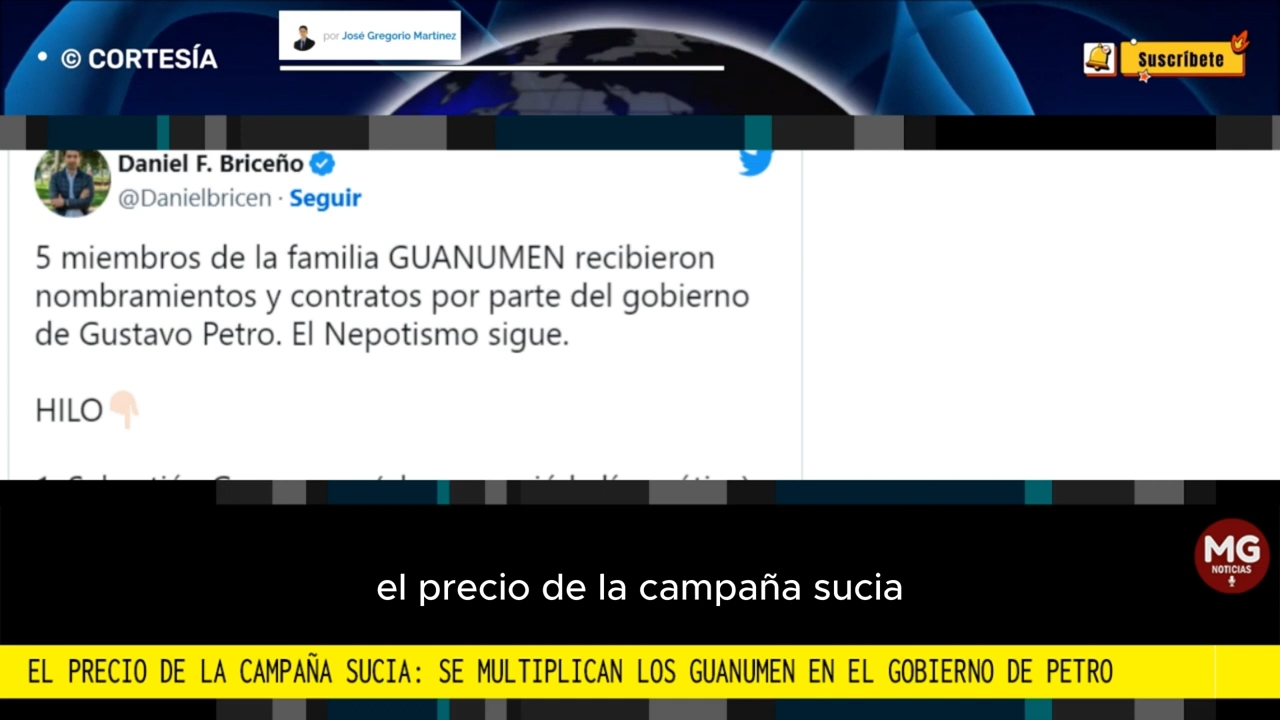 • © CORTESÍA
por José Gregorio Martínez
Suscríbete
Daniel F. Briceño
@Danielbricen · Seguir
5 miembros de la familia GUANUMEN recibieron
nombramientos y contratos por parte del gobierno
de Gustavo Petro. El Nepotismo sigue.
HILO👇🏻
MG
NOTICIAS
el precio de la campaña sucia
EL PRECIO DE LA CAMPAÑA SUCIA: SE MULTIPLICAN LOS GUANUMEN EN EL GOBIERNO DE PETRO